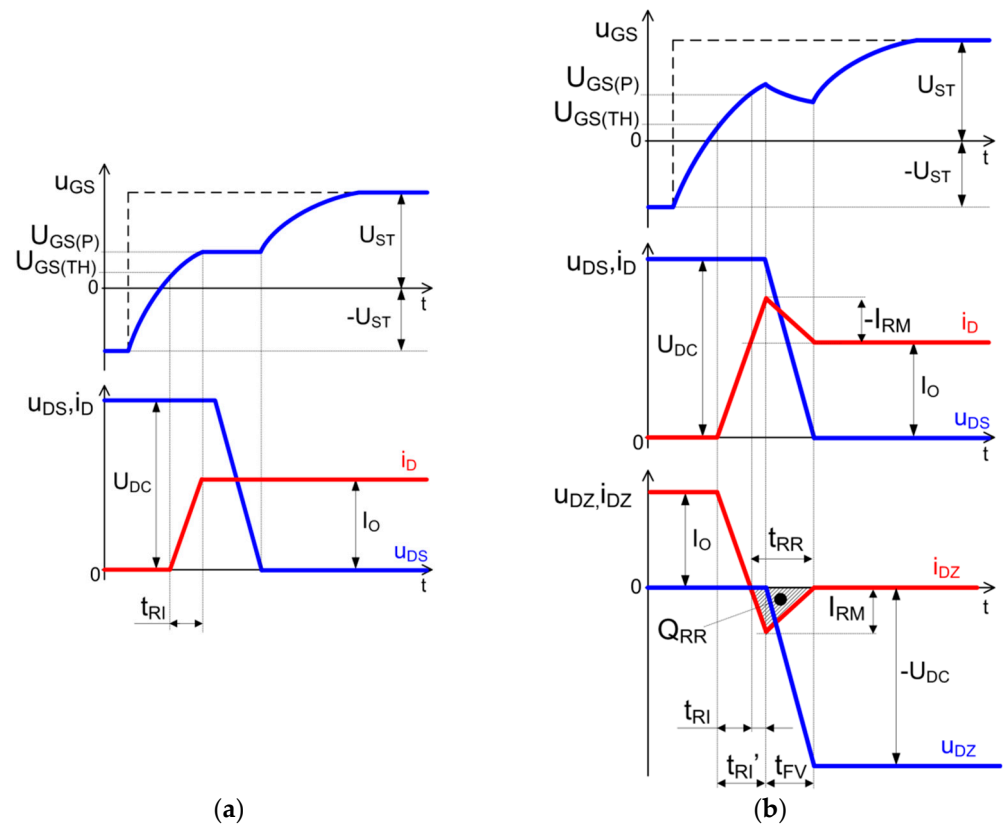 uGS
UGS(P)
UGS(TH)
0
UST
-UST
t
uDS,iD
UDC
iD
IO
uDS
0
t
tRI
(a)
uGS
UGS(P)
UGS(TH)
0
UST
-UST
t
uDS,iD
UDC
-IRM
iD
IO
uDS
0
t
uDZ,iDZ
IO
tRR
iDZ
0
t
QRR
IRM
-UDC
tRI
uDZ
tRI’
tFV
(b)